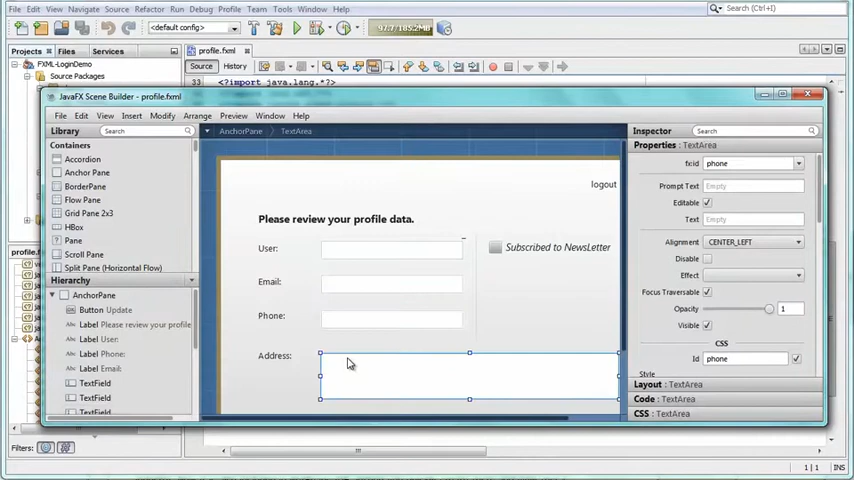 File Edit View Navigate Source Refactor Run Debug Profile Team Tools Window Help Search (Ctrl+I)
<default config> 97.7 / 185.2MB
Projects Files Services profile.fxml
FXML-LoginDemo Source History
Source Packages 33 <?import java.lang.*?>
JavaFX Scene Builder - profile.fxml
File Edit View Insert Modify Arrange Preview Window Help
Library Search AnchorPane TextArea Inspector Search
Containers
Accordion
Anchor Pane
BorderPane
Flow Pane
Grid Pane 2x3
HBox
Pane
Scroll Pane
Split Pane (Horizontal Flow)
Hierarchy
AnchorPane
Button Update
Label Please review your profile
Label User:
Label Phone:
Label Email:
TextField
TextField
TextField
logout
Please review your profile data.
User: Subscribed to NewsLetter
Email:
Phone:
Address:
Properties: TextArea
fx:id phone
Prompt Text Empty
Editable
Text Empty
Alignment CENTER_LEFT
Disable
Effect
Focus Traversable
Opacity 1
Visible
CSS
Id phone
Style
Layout : TextArea
Code : TextArea
CSS : TextArea
profile.f
Filters:
1 | 1 INS